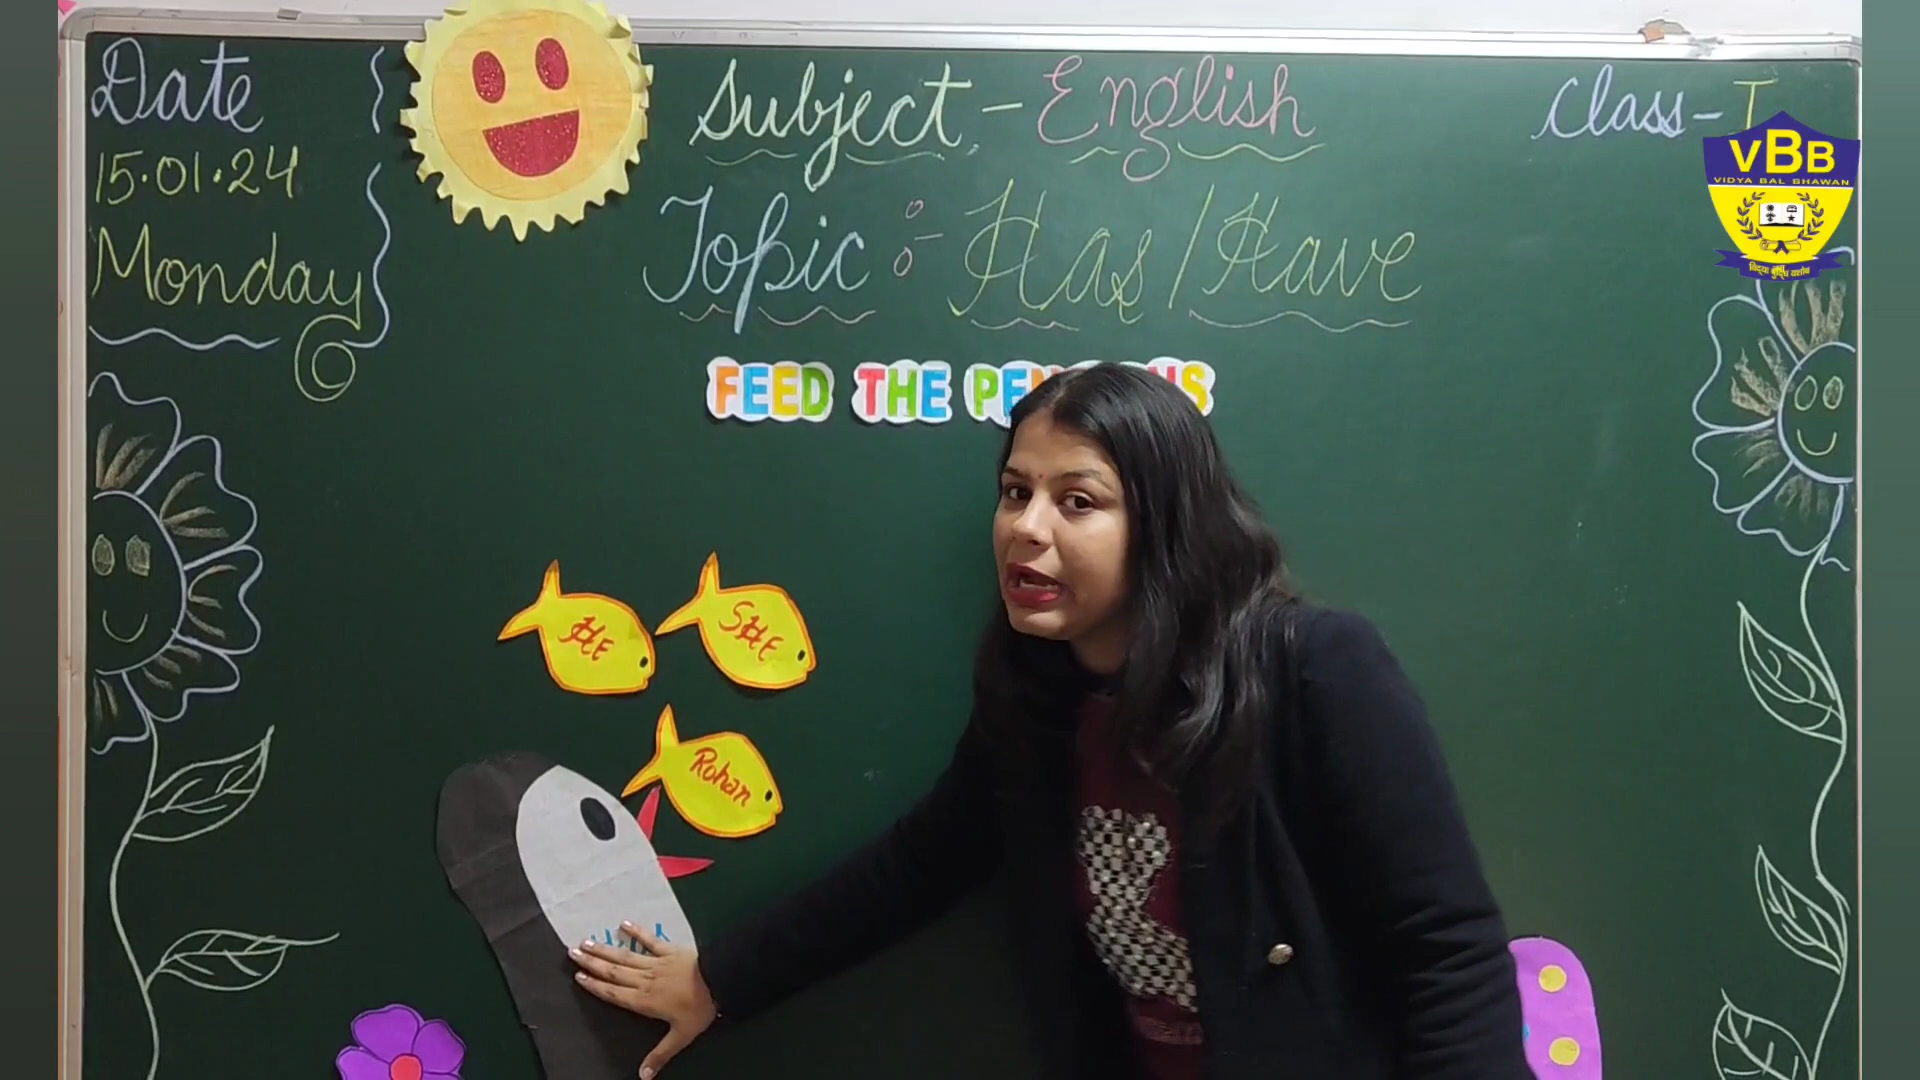 Date
15.01.24
Monday
Subject - English
Topic :- Has/Have
Class - I
VBB
VIDYA BAL BHAWAN
FEED THE
HE
SHE
Rohan